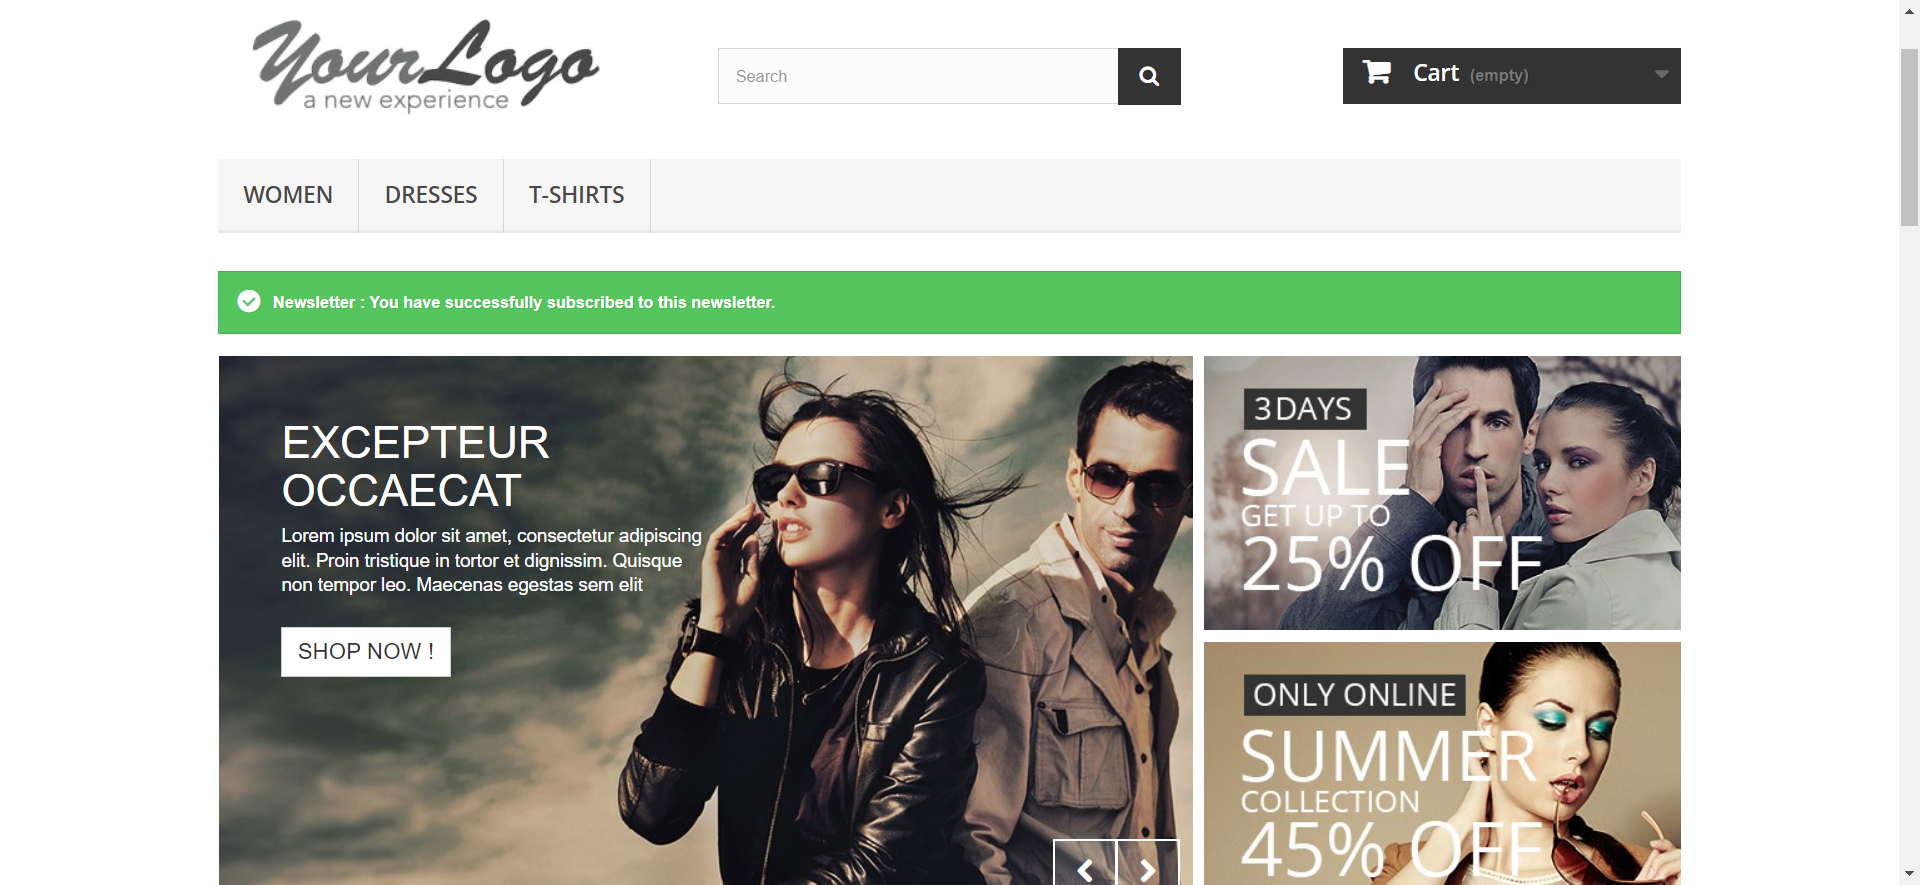 YourLogo
a new experience
Search
Cart (empty)
WOMEN
DRESSES
T-SHIRTS
Newsletter : You have successfully subscribed to this newsletter.
EXCEPTEUR
OCCAECAT
Lorem ipsum dolor sit amet, consectetur adipiscing
elit. Proin tristique in tortor et dignissim. Quisque
non tempor leo. Maecenas egestas sem elit
SHOP NOW !
3 DAYS
SALE
GET UP TO
25% OFF
ONLY ONLINE
SUMMER
COLLECTION
45% OFF